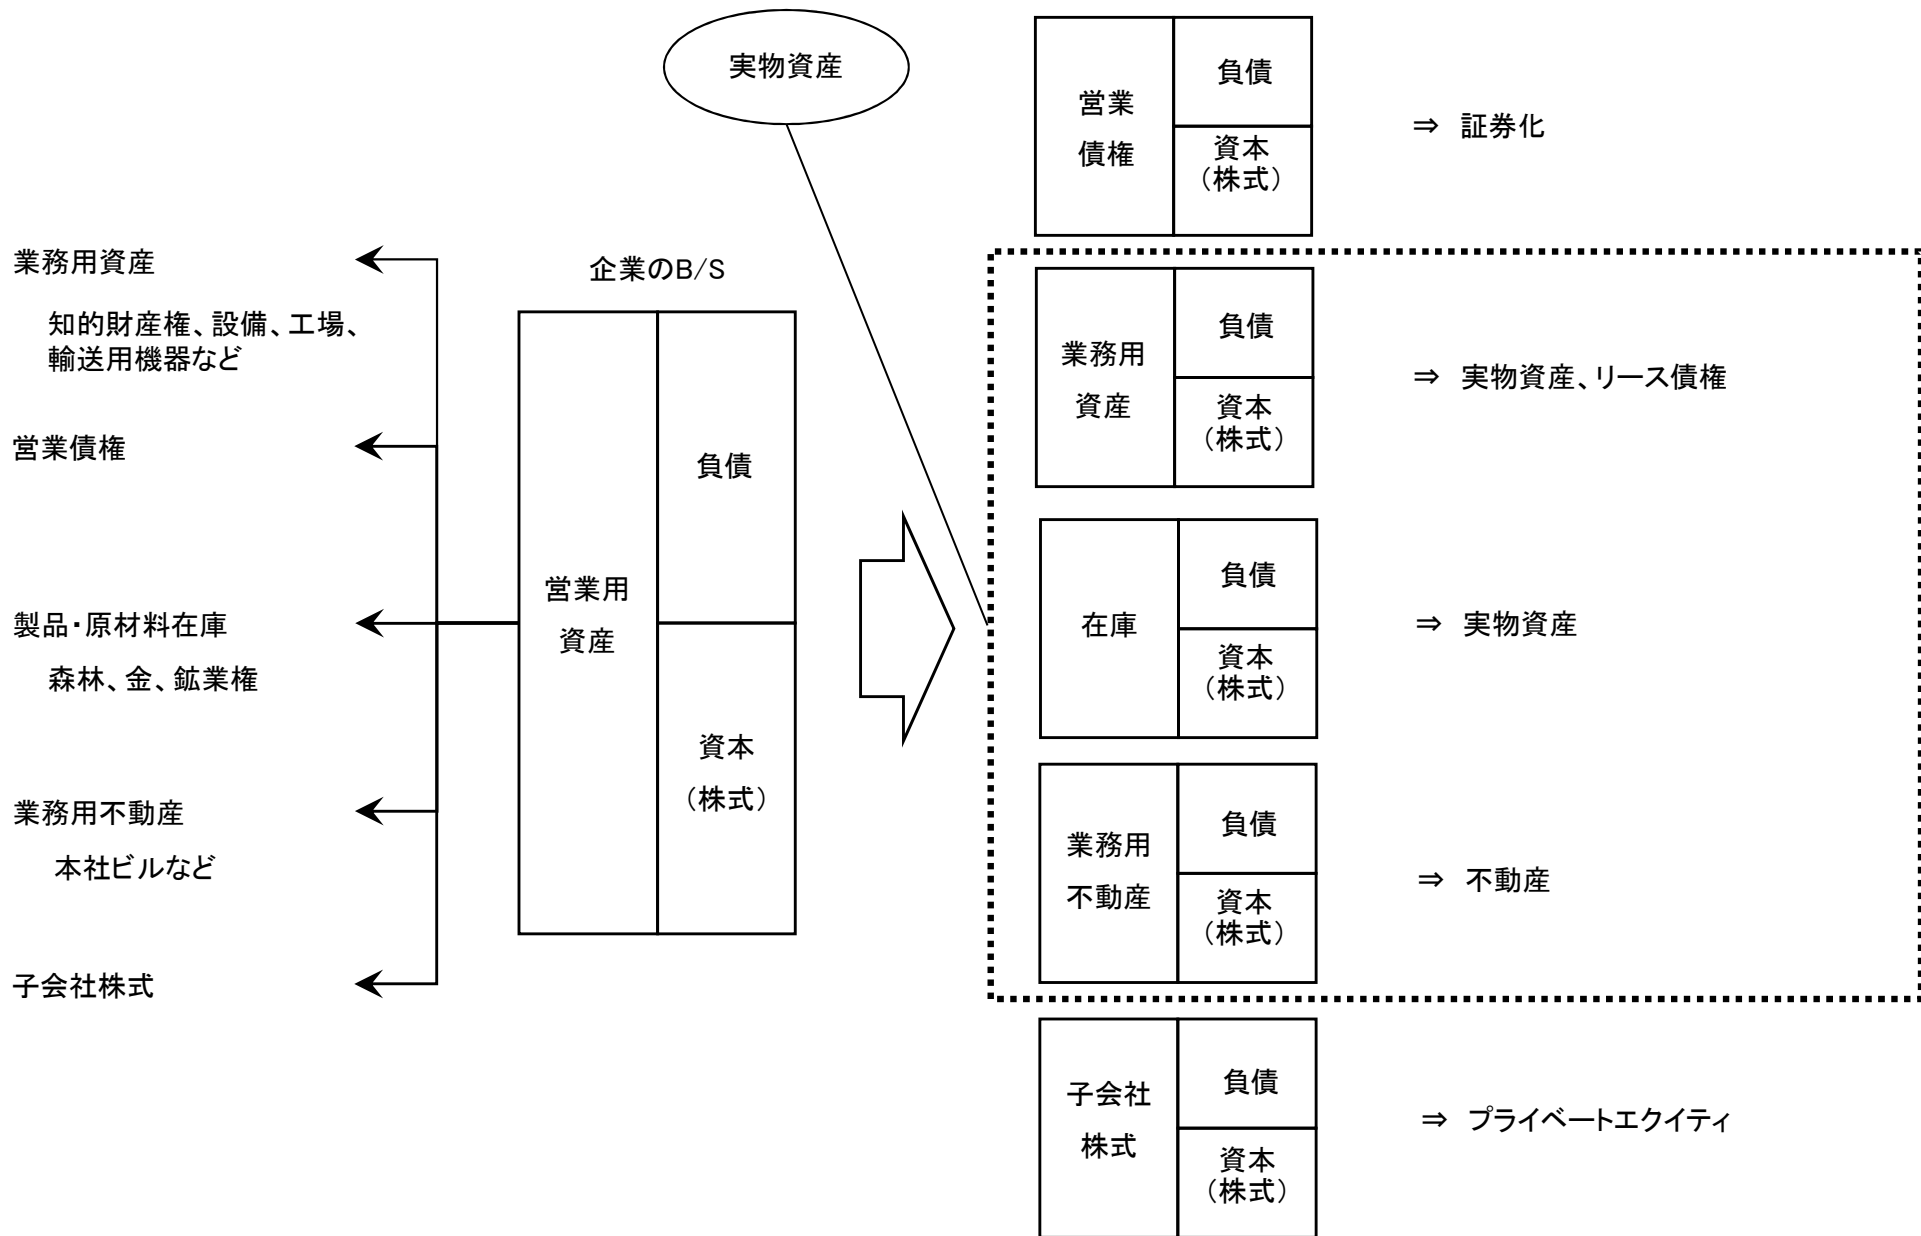 実物資産
業務用資産
知的財産権、設備、工場、
輸送用機器など
営業債権
製品・原材料在庫
森林、金、鉱業権
業務用不動産
本社ビルなど
子会社株式
企業のB/S
営業用
資産
負債
資本
（株式）
営業
債権
負債
資本
（株式）
⇒ 証券化
業務用
資産
負債
資本
（株式）
⇒ 実物資産、リース債権
在庫
負債
資本
（株式）
⇒ 実物資産
業務用
不動産
負債
資本
（株式）
⇒ 不動産
子会社
株式
負債
資本
（株式）
⇒ プライベートエクイティ